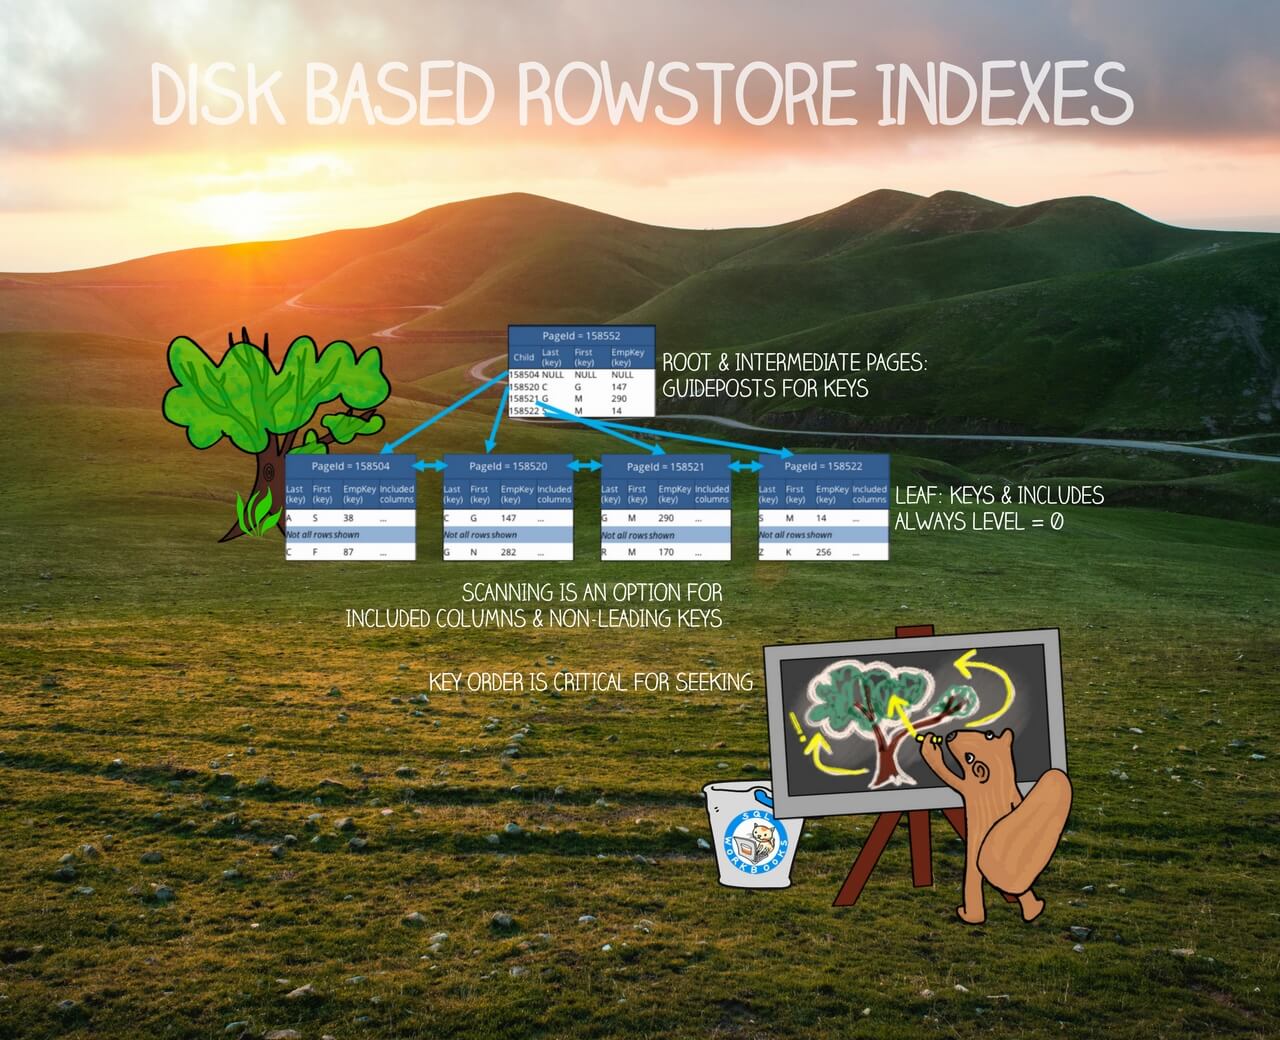 DISK BASED ROWSTORE INDEXES
PageId = 158552
Child Last (key) First (key) EmpKey (key)
158504 NULL NULL NULL
158520 C G 147
158521 G M 290
158522 S M 14
ROOT & INTERMEDIATE PAGES:
GUIDEPOSTS FOR KEYS
PageId = 158504
Last (key) First (key) EmpKey (key) Included columns
A S 38 ...
Not all rows shown
C F 87 ...
PageId = 158520
Last (key) First (key) EmpKey (key) Included columns
C G 147 ...
Not all rows shown
G N 282 ...
PageId = 158521
Last (key) First (key) EmpKey (key) Included columns
G M 290 ...
Not all rows shown
R M 170 ...
PageId = 158522
Last (key) First (key) EmpKey (key) Included columns
S M 14 ...
Not all rows shown
Z K 256 ...
LEAF: KEYS & INCLUDES
ALWAYS LEVEL = 0
SCANNING IS AN OPTION FOR
INCLUDED COLUMNS & NON-LEADING KEYS
KEY ORDER IS CRITICAL FOR SEEKING
SQL
WORKBOOKS